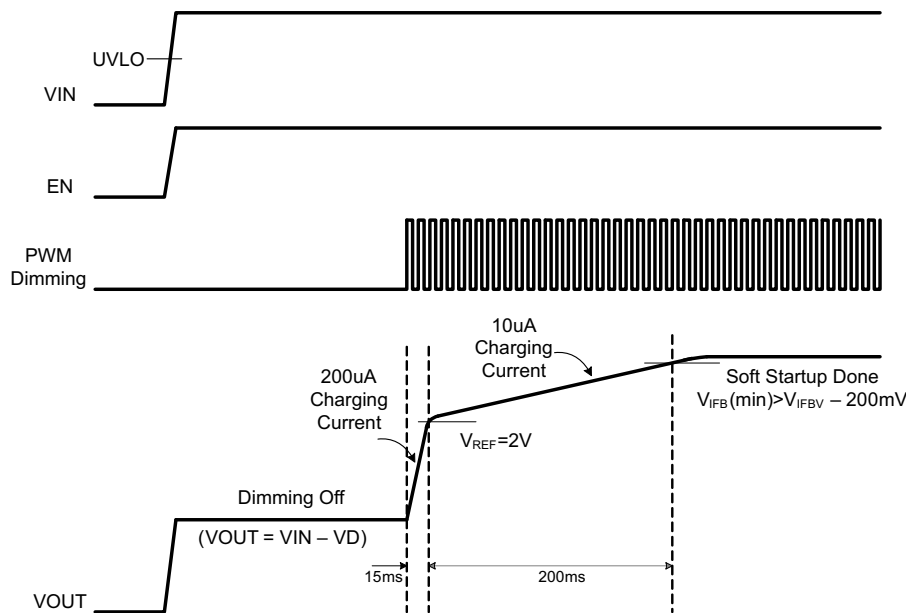 UVLO
VIN
EN
PWM
Dimming
10uA
Charging
Current
200uA
Charging
Current
Soft Startup Done
VIFB(min)>VIFBV – 200mV
VREF=2V
Dimming Off
(VOUT = VIN – VD)
15ms
200ms
VOUT